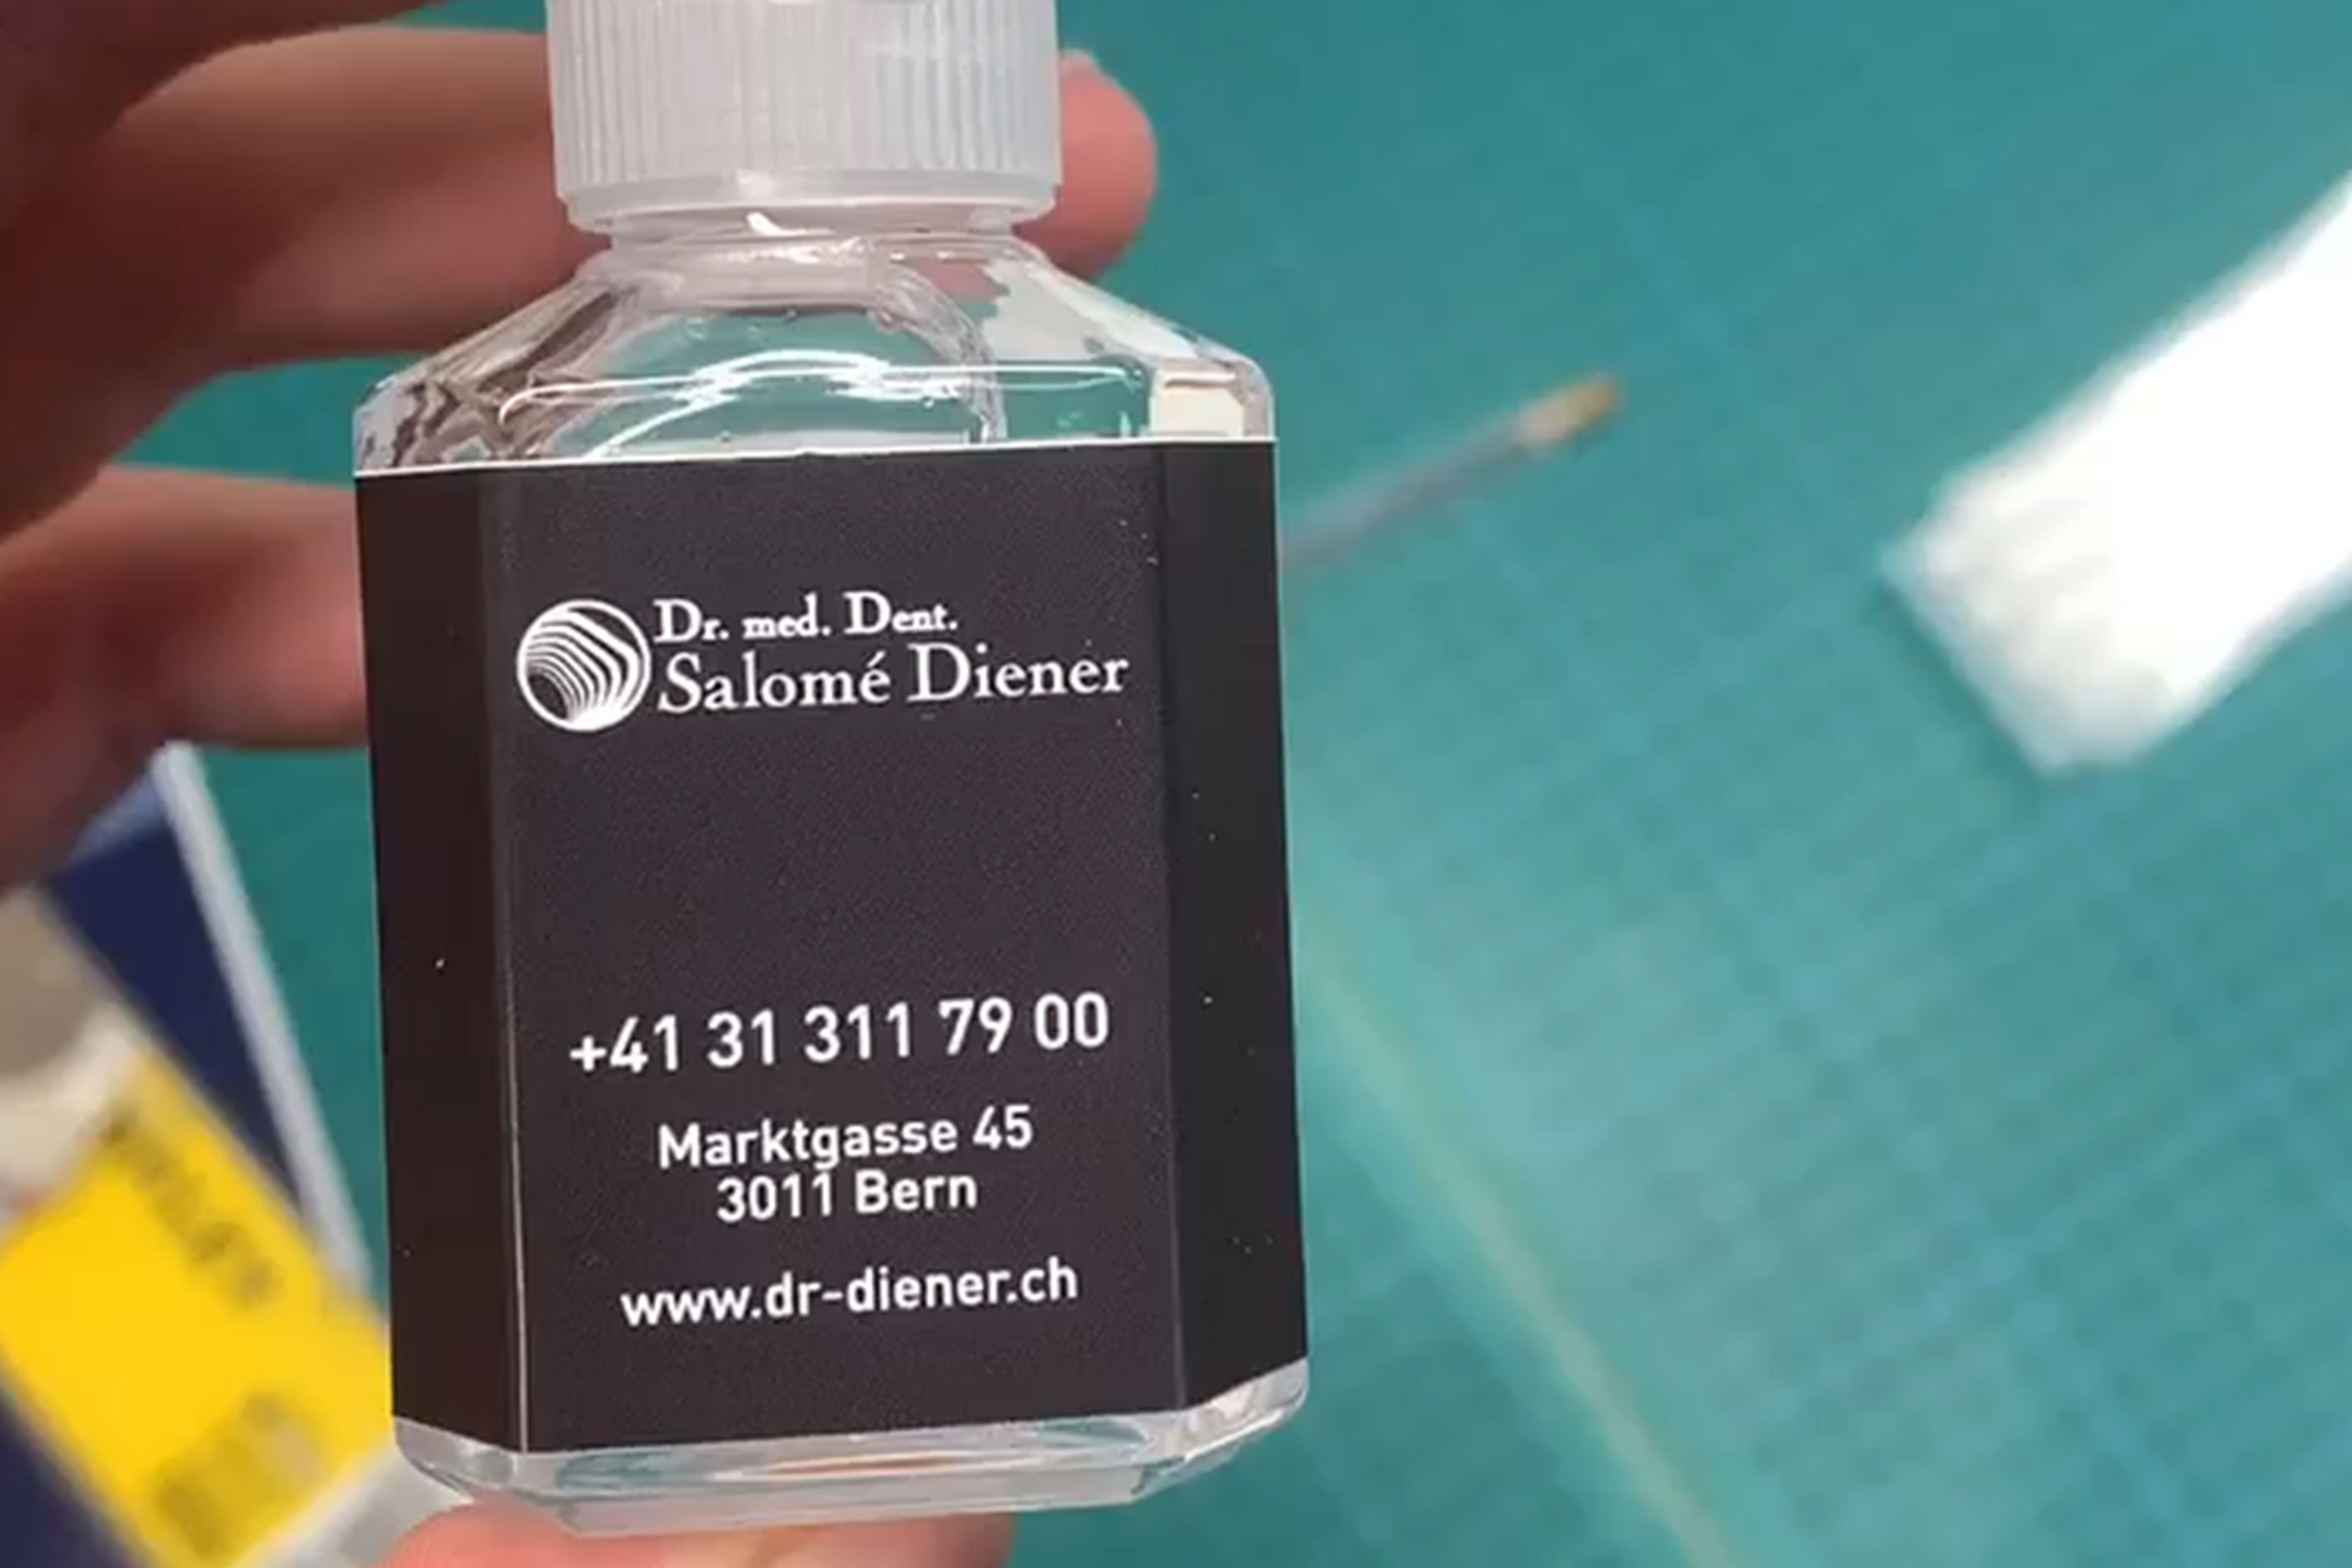 Dr. med. Dent.
Salomé Diener
+41 31 311 79 00
Marktgasse 45
3011 Bern
www.dr-diener.ch